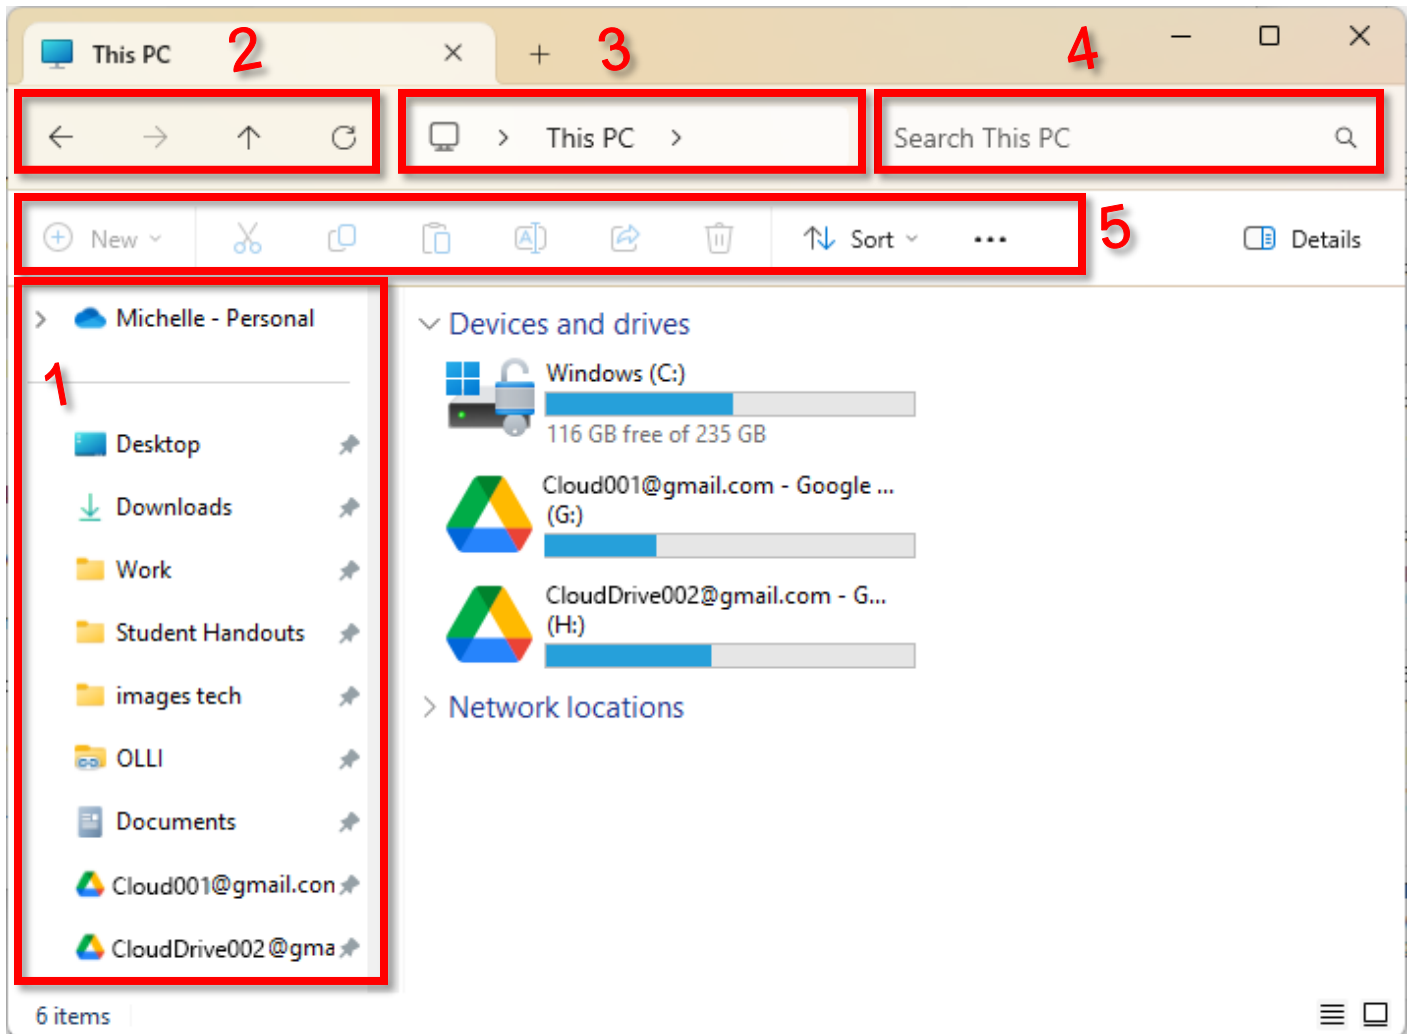 This PC
2
3
4
This PC
Search This PC
New
Sort
5
Details
Michelle - Personal
1
Desktop
Downloads
Work
Student Handouts
images tech
OLLI
Documents
Cloud001@gmail.con
CloudDrive002@gma
Devices and drives
Windows (C:)
116 GB free of 235 GB
Cloud001@gmail.com - Google ...
(G:)
CloudDrive002@gmail.com - G...
(H:)
Network locations
6 items